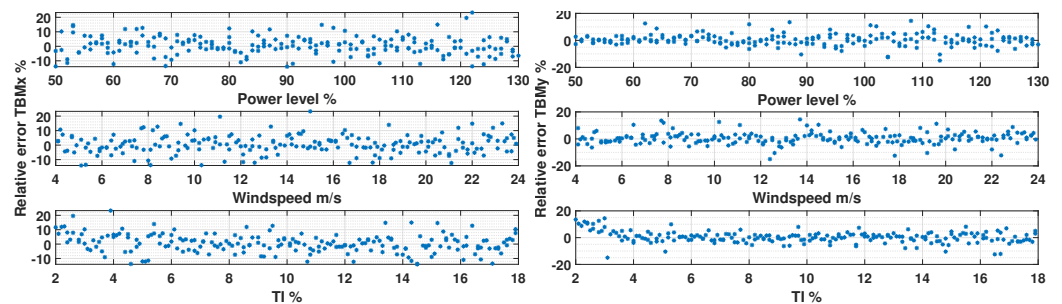 Relative error TBMx %
20
10
0
-10
50 60 70 80 90 100 110 120 130
Power level %
20
10
0
-10
4 6 8 10 12 14 16 18 20 22 24
Windspeed m/s
20
10
0
-10
2 4 6 8 10 12 14 16 18
TI %
Relative error TBMy %
20
0
-20
50 60 70 80 90 100 110 120 130
Power level %
20
0
-20
4 6 8 10 12 14 16 18 20 22 24
Windspeed m/s
20
0
-20
2 4 6 8 10 12 14 16 18
TI %